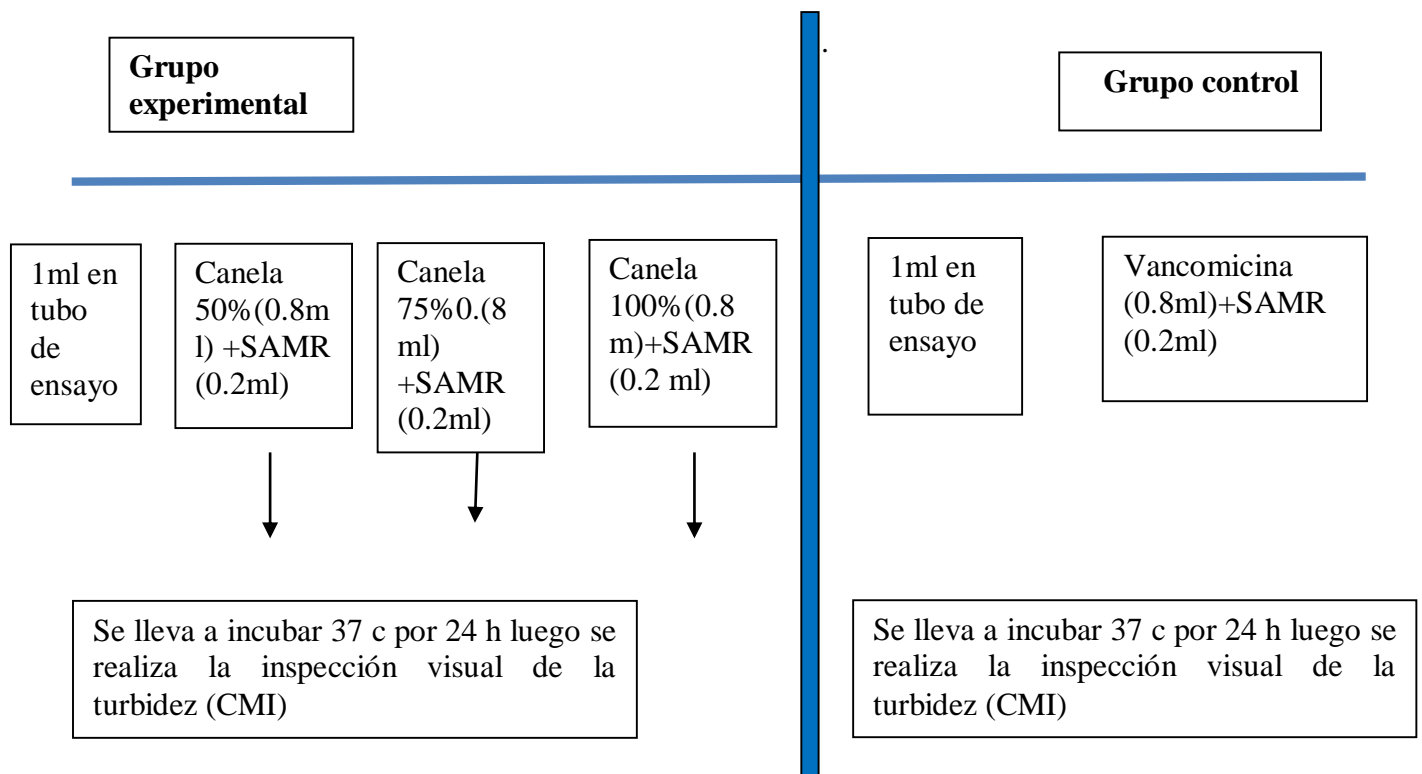 Grupo
experimental
.
Grupo control
1ml en
tubo
de
ensayo
Canela
50%(0.8m
l) +SAMR
(0.2ml)
Canela
75%0.(8
ml)
+SAMR
(0.2ml)
Canela
100%(0.8
m)+SAMR
(0.2 ml)
1ml en
tubo de
ensayo
Vancomicina
(0.8ml)+SAMR
(0.2ml)
Se lleva a incubar 37 c por 24 h luego se
realiza la inspección visual de la
turbidez (CMI)
Se lleva a incubar 37 c por 24 h luego se
realiza la inspección visual de la
turbidez (CMI)